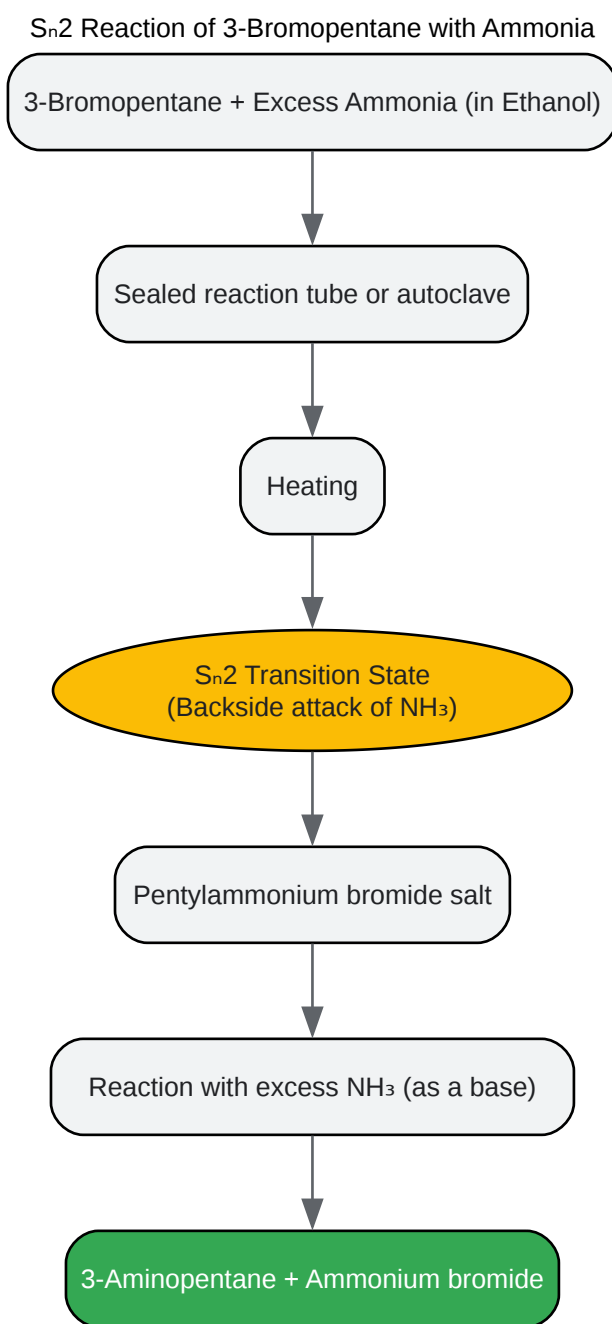 Sₙ2 Reaction of 3-Bromopentane with Ammonia
3-Bromopentane + Excess Ammonia (in Ethanol)
Sealed reaction tube or autoclave
Heating
Sₙ2 Transition State
(Backside attack of NH₃)
Pentylammonium bromide salt
Reaction with excess NH₃ (as a base)
3-Aminopentane + Ammonium bromide